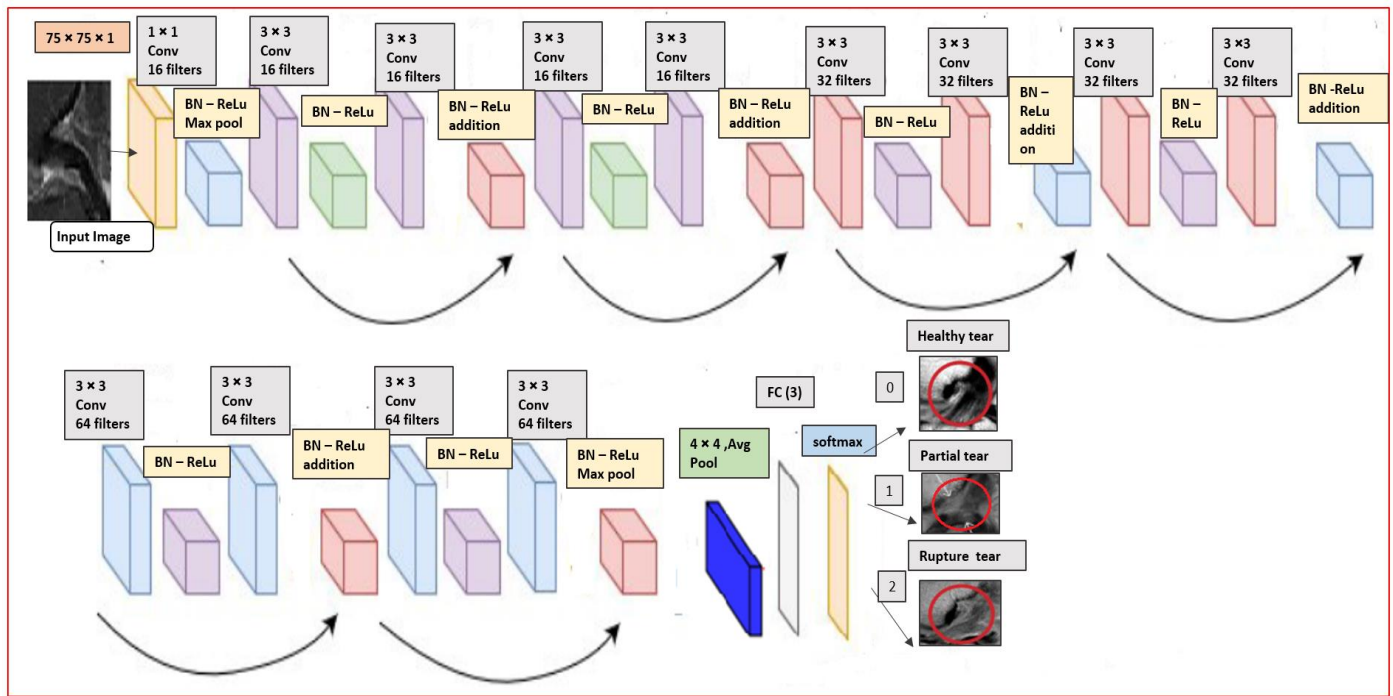 75 × 75 × 1
1 × 1
Conv
16 filters
BN – ReLu
Max pool
3 × 3
Conv
16 filters
BN – ReLu
3 × 3
Conv
16 filters
BN – ReLu
addition
3 × 3
Conv
16 filters
BN – ReLu
3 × 3
Conv
16 filters
BN – ReLu
addition
3 × 3
Conv
32 filters
BN – ReLu
3 × 3
Conv
32 filters
BN –
ReLu
additi
on
3 × 3
Conv
32 filters
BN –
ReLu
3 ×3
Conv
32 filters
BN -ReLu
addition
Input Image
3 × 3
Conv
64 filters
BN – ReLu
3 × 3
Conv
64 filters
BN – ReLu
addition
3 × 3
Conv
64 filters
BN – ReLu
3 × 3
Conv
64 filters
BN – ReLu
Max pool
4 × 4 ,Avg
Pool
FC (3)
softmax
Healthy tear
0
Partial tear
1
Rupture tear
2